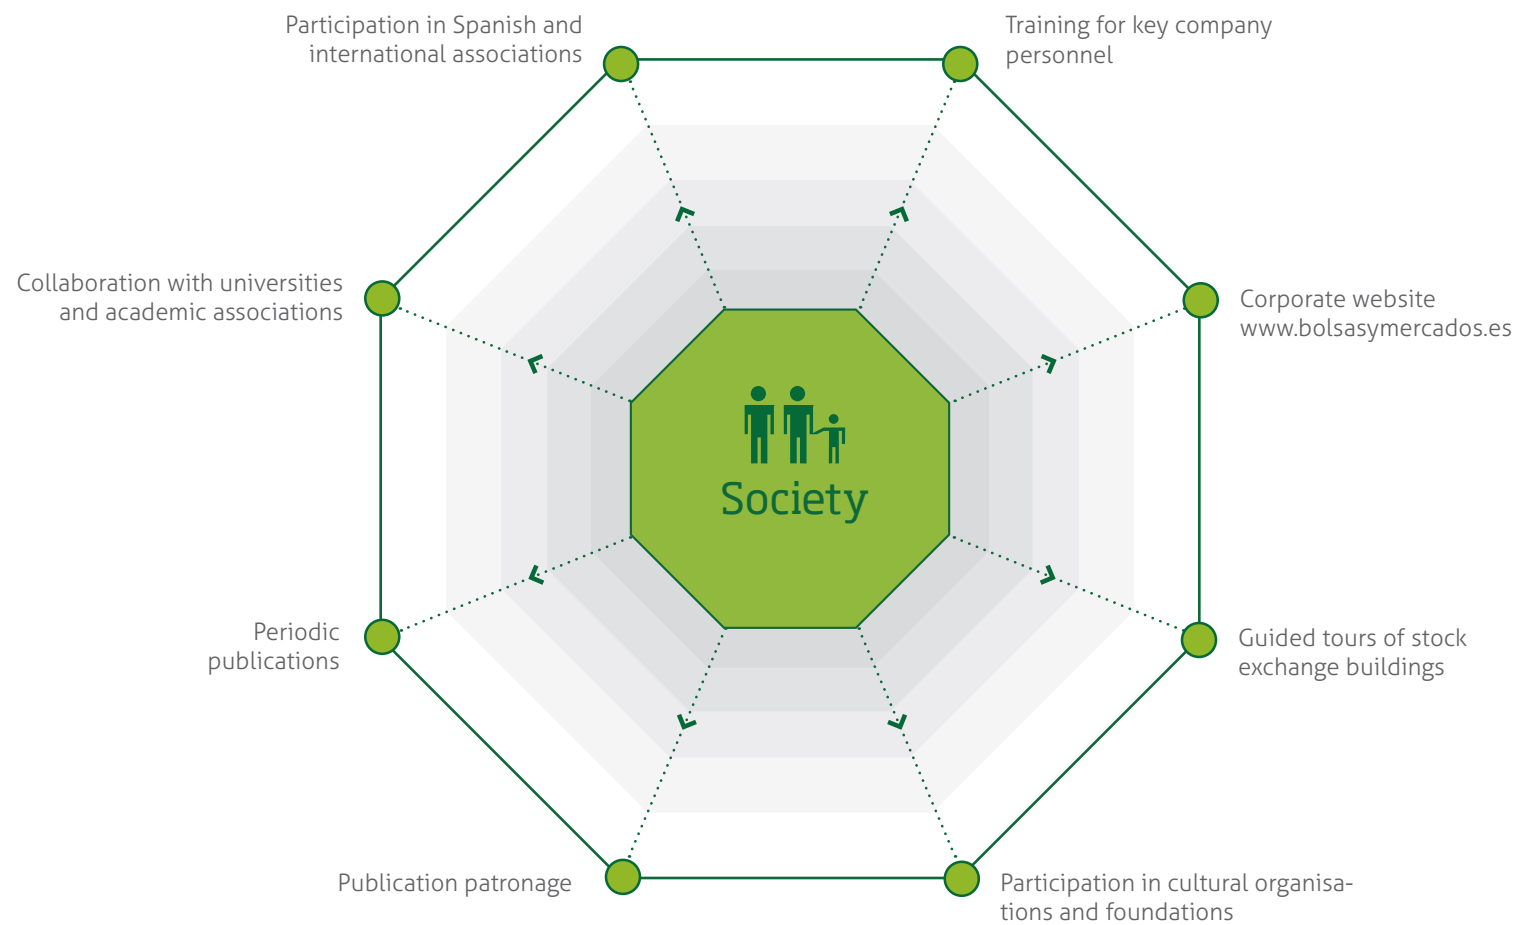 Participation in Spanish and
international associations
Training for key company
personnel
Collaboration with universities
and academic associations
Corporate website
www.bolsasymercados.es
Society
Periodic
publications
Guided tours of stock
exchange buildings
Publication patronage
Participation in cultural organisa-
tions and foundations